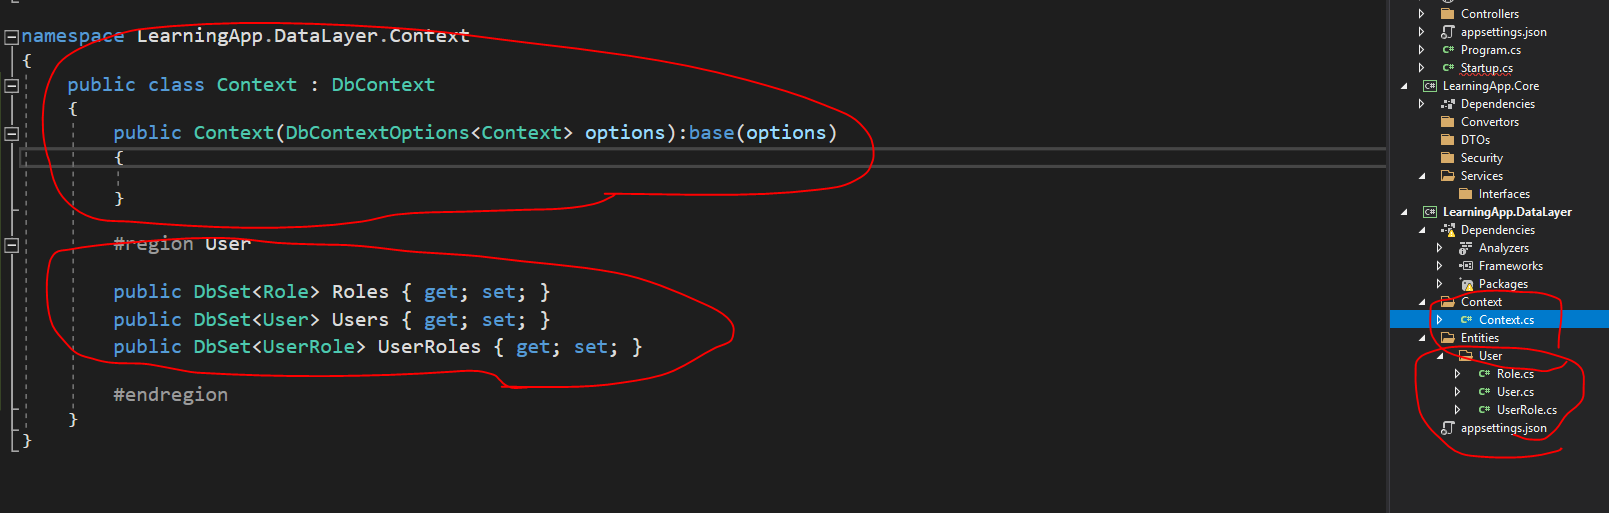 namespace LearningApp.DataLayer.Context
{
public class Context : DbContext
{
public Context(DbContextOptions<Context> options):base(options)
{
}
#region User
public DbSet<Role> Roles { get; set; }
public DbSet<User> Users { get; set; }
public DbSet<UserRole> UserRoles { get; set; }
#endregion
}
}
Controllers
appsettings.json
C# Program.cs
C# Startup.cs
C# LearningApp.Core
Dependencies
Convertors
DTOs
Security
Services
Interfaces
C# LearningApp.DataLayer
Dependencies
Analyzers
Frameworks
Packages
Context
C# Context.cs
Entities
User
C# Role.cs
C# User.cs
C# UserRole.cs
appsettings.json